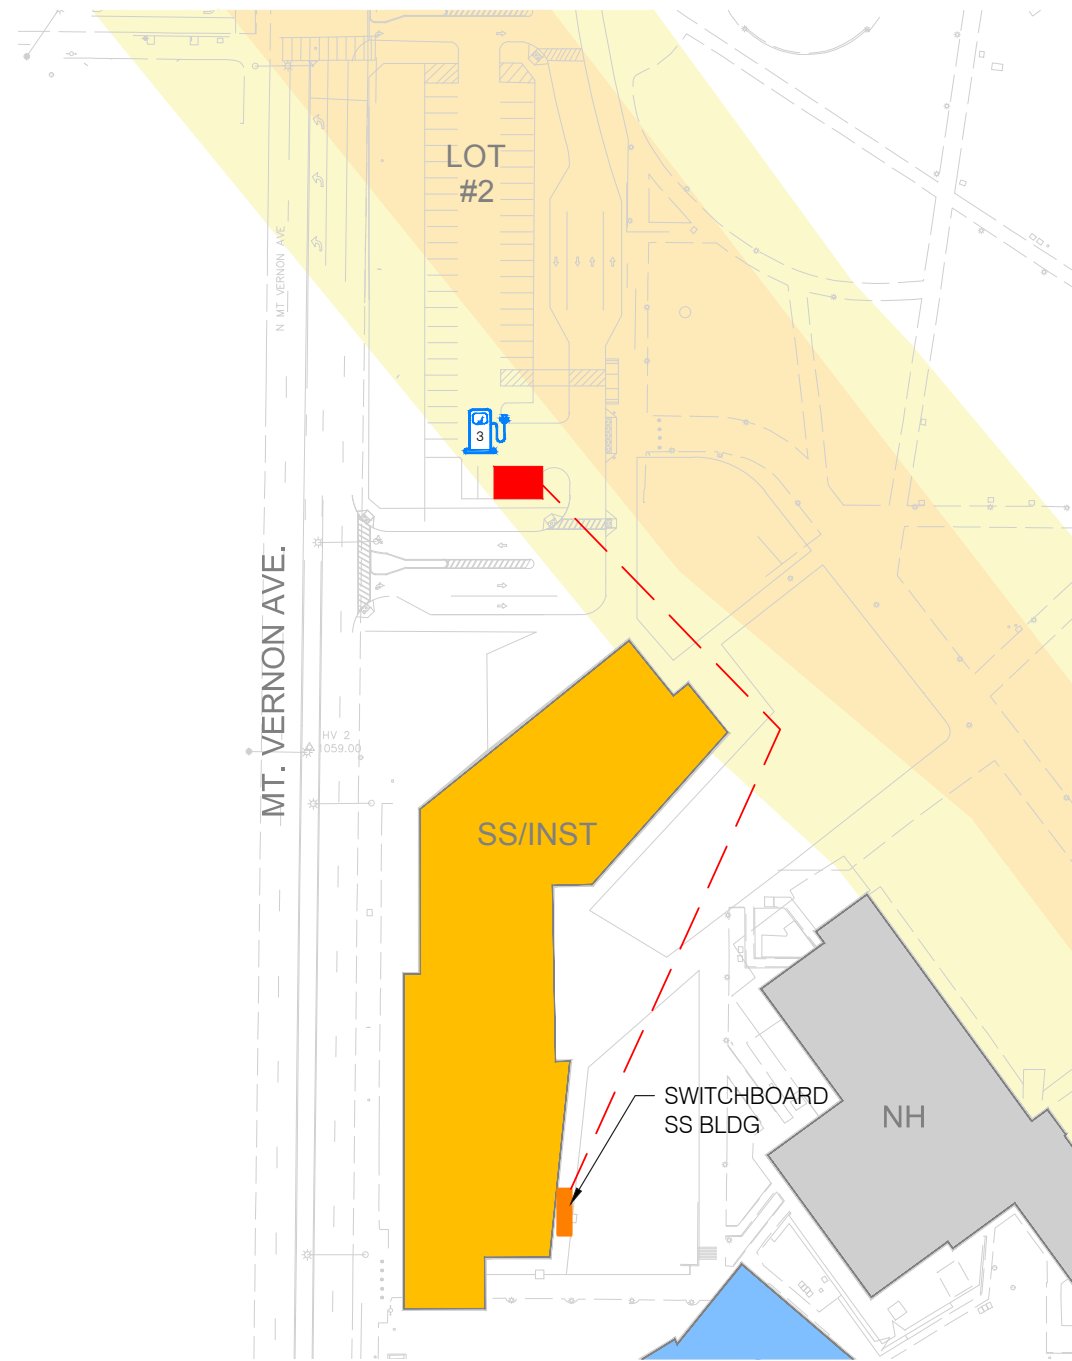 LOT
#2
N MT VERNON AVE
3
MT. VERNON AVE.
HV 2
1059.00
SS/INST
SWITCHBOARD
SS BLDG
NH